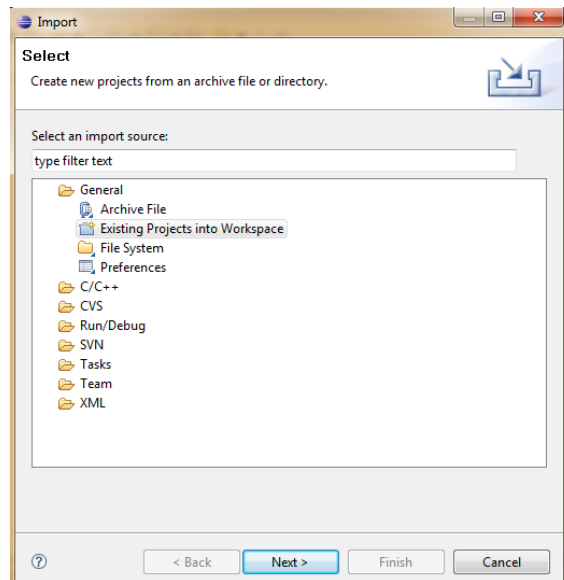 Import
Select
Create new projects from an archive file or directory.
Select an import source:
type filter text
General
Archive File
Existing Projects into Workspace
File System
Preferences
C/C++
CVS
Run/Debug
SVN
Tasks
Team
XML
? < Back Next > Finish Cancel